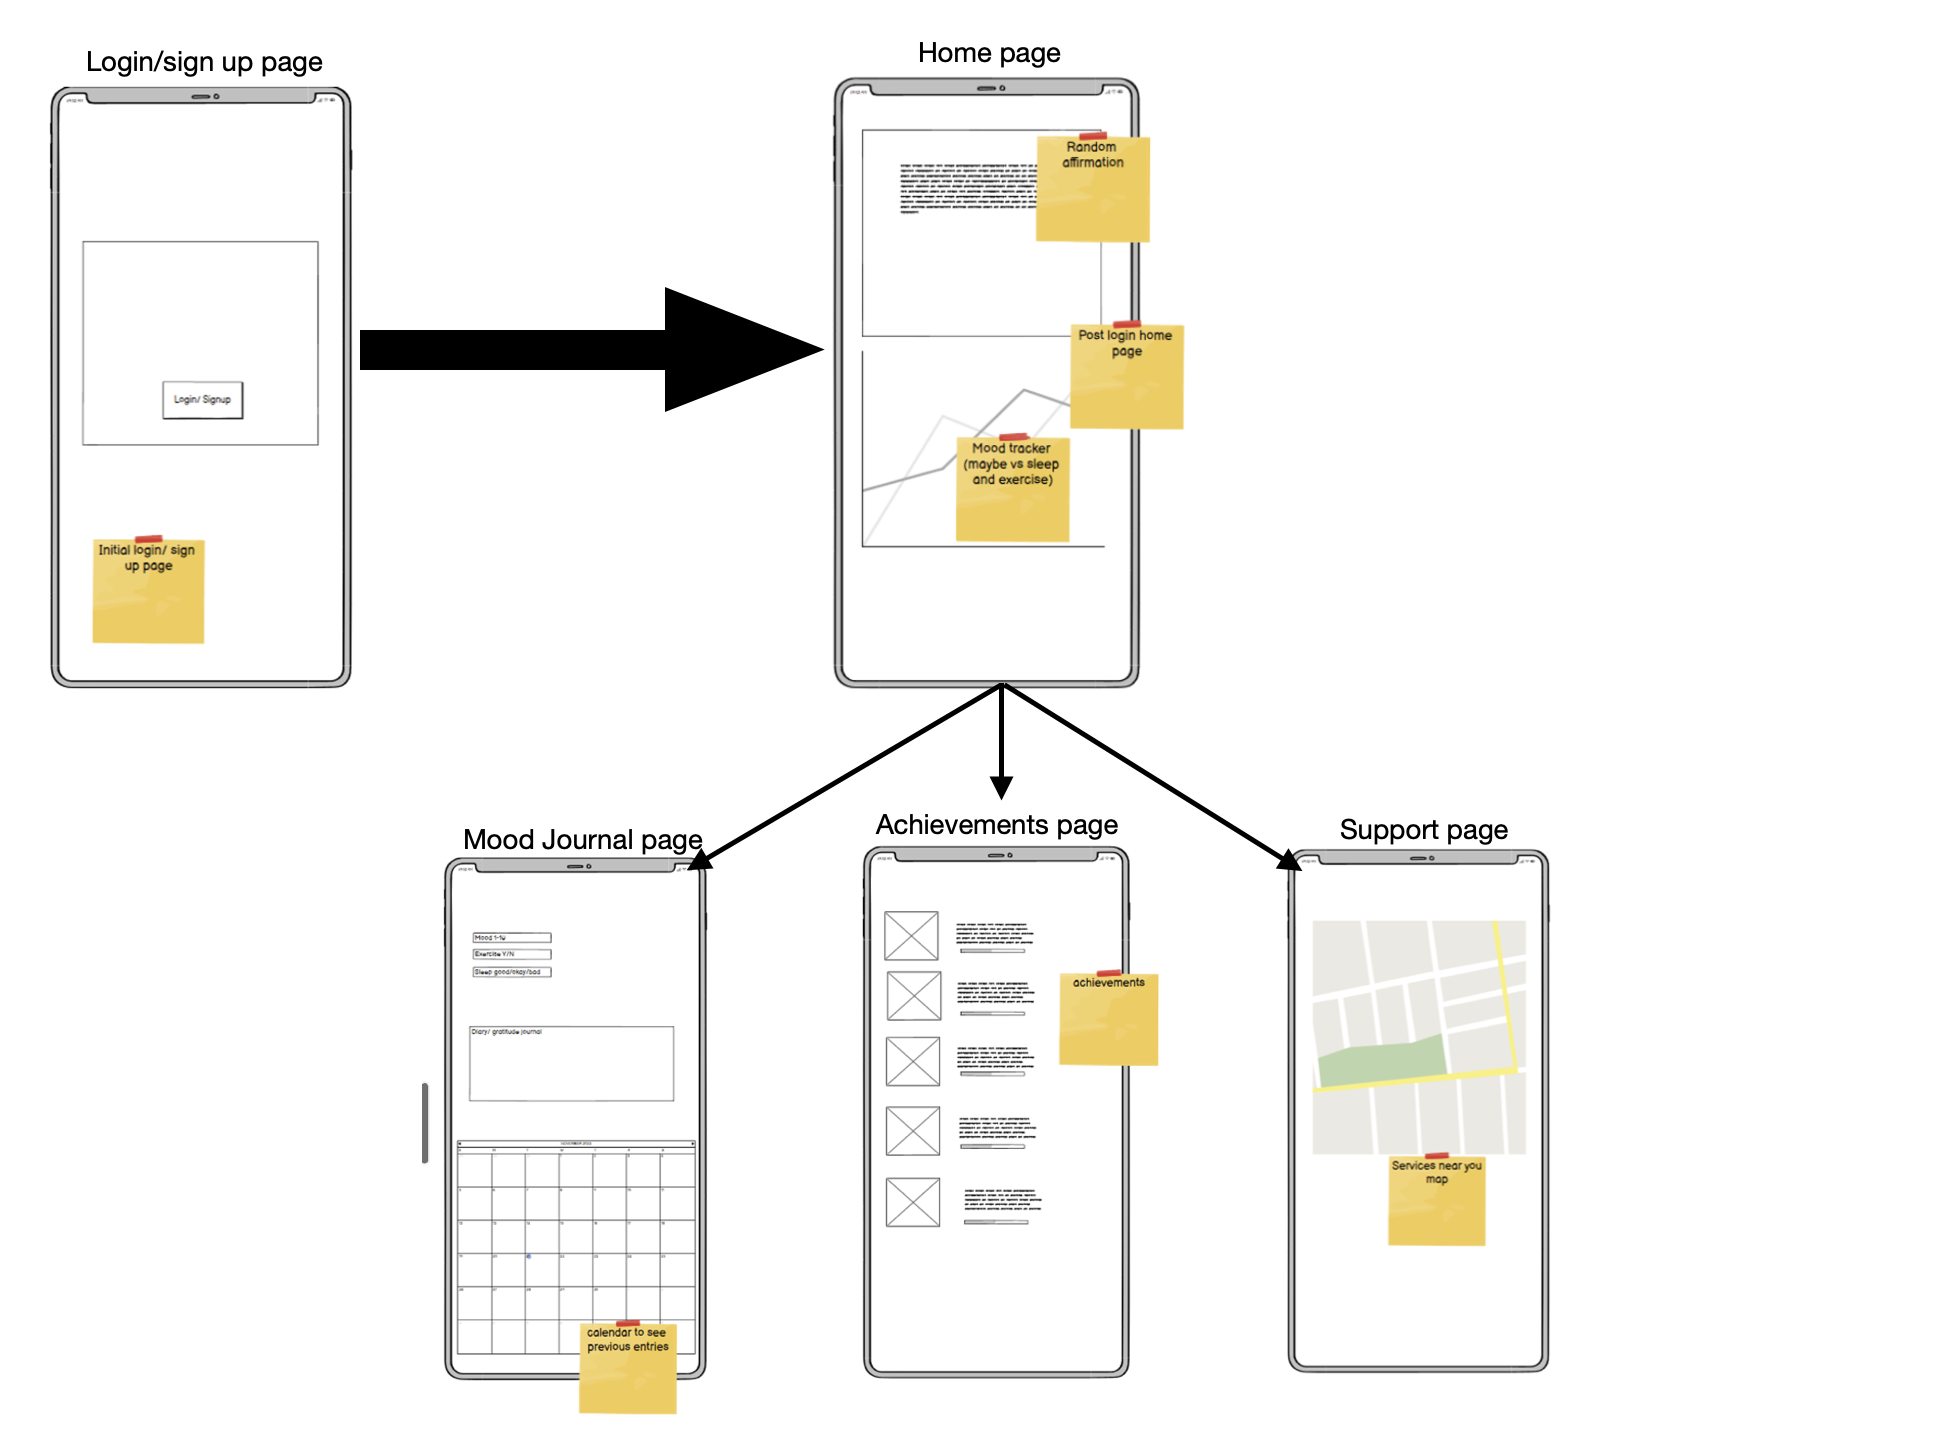 Login/sign up page
Home page
Random
affirmation
Post login home
page
Login/ Signup
Mood tracker
(maybe vs sleep
and exercise)
Initial login/ sign
up page
Mood Journal page
Achievements page
Support page
Mood 1-10
Exercise Y/N
Sleep good/okay/bad
achievements
Diary/ gratitude journal
Services near you
map
calendar to see
previous entries